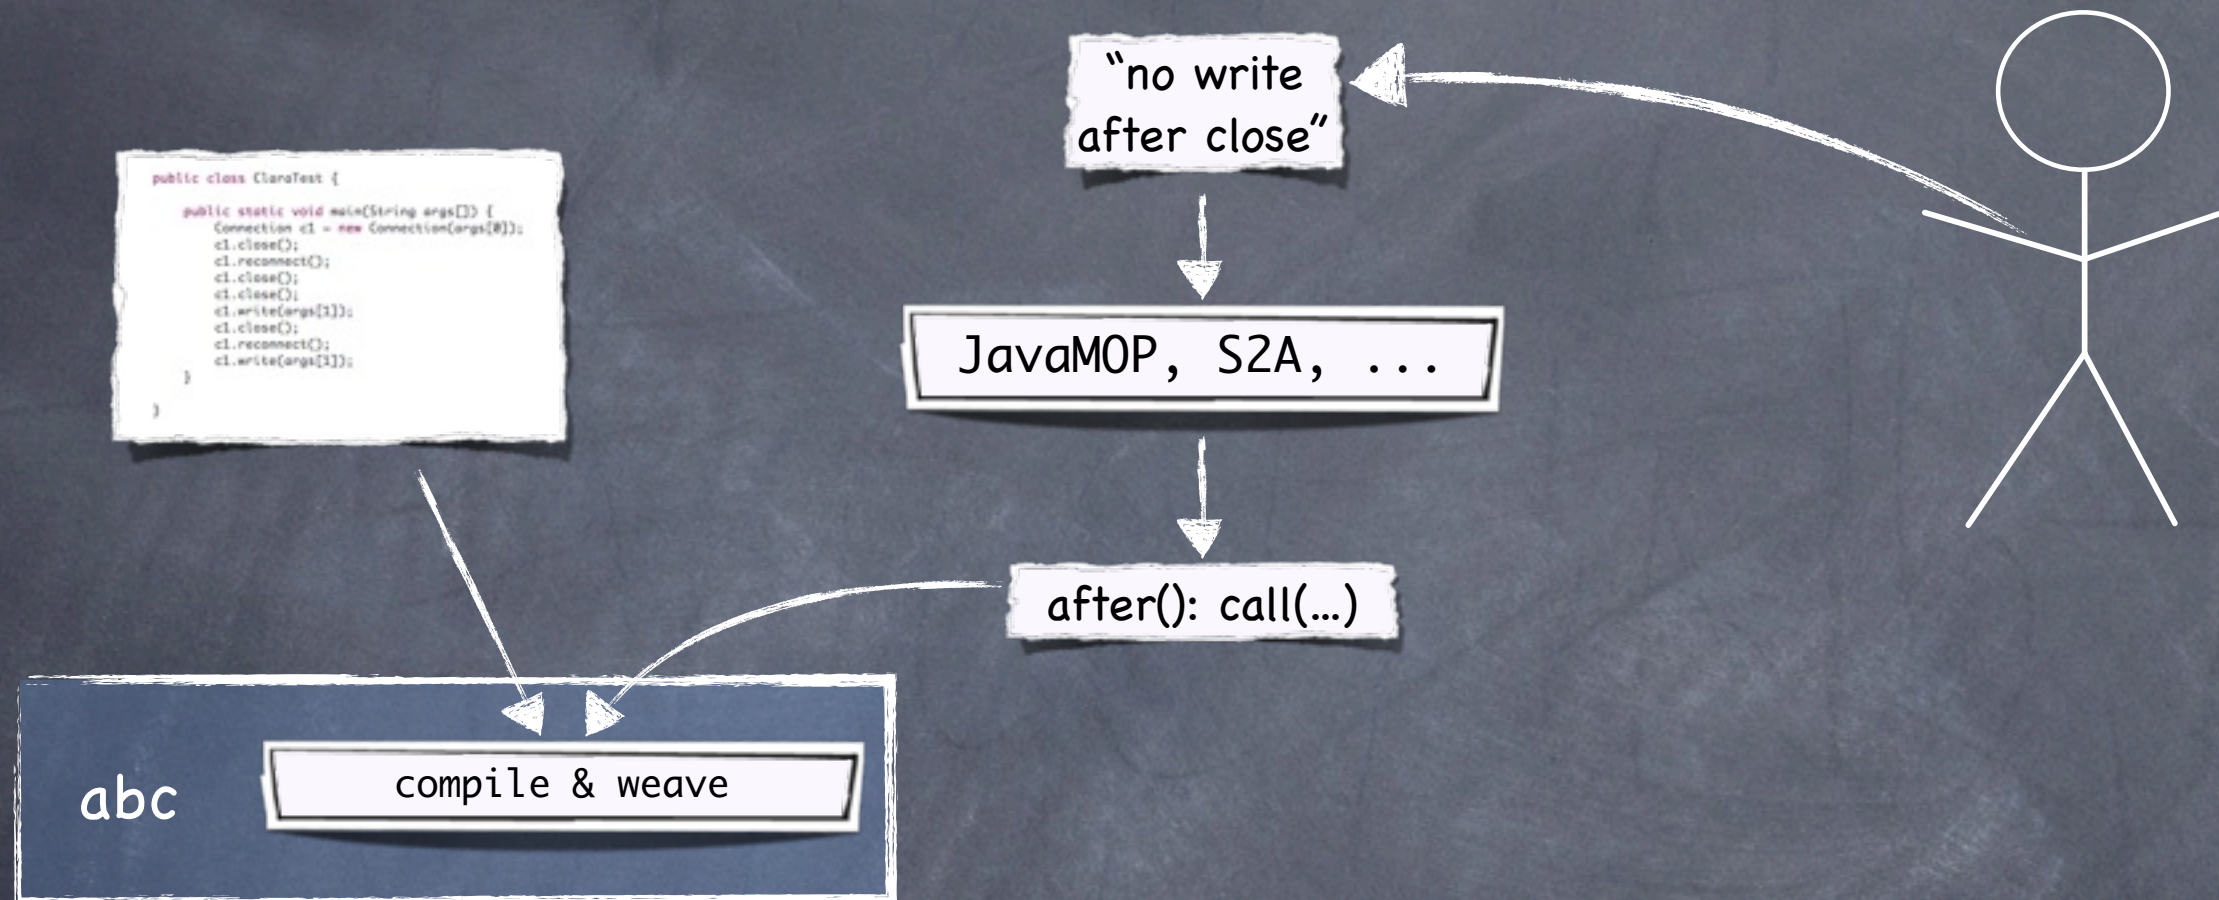 “no write
after close”
public class ClaraTest {
public static void main(String args[]) {
Connection c1 = new Connection(args[0]);
c1.close();
c1.reconnect();
c1.close();
c1.close();
c1.write(args[1]);
c1.close();
c1.reconnect();
c1.write(args[1]);
}
}
JavaMOP, S2A, ...
after(): call(...)
abc
compile & weave